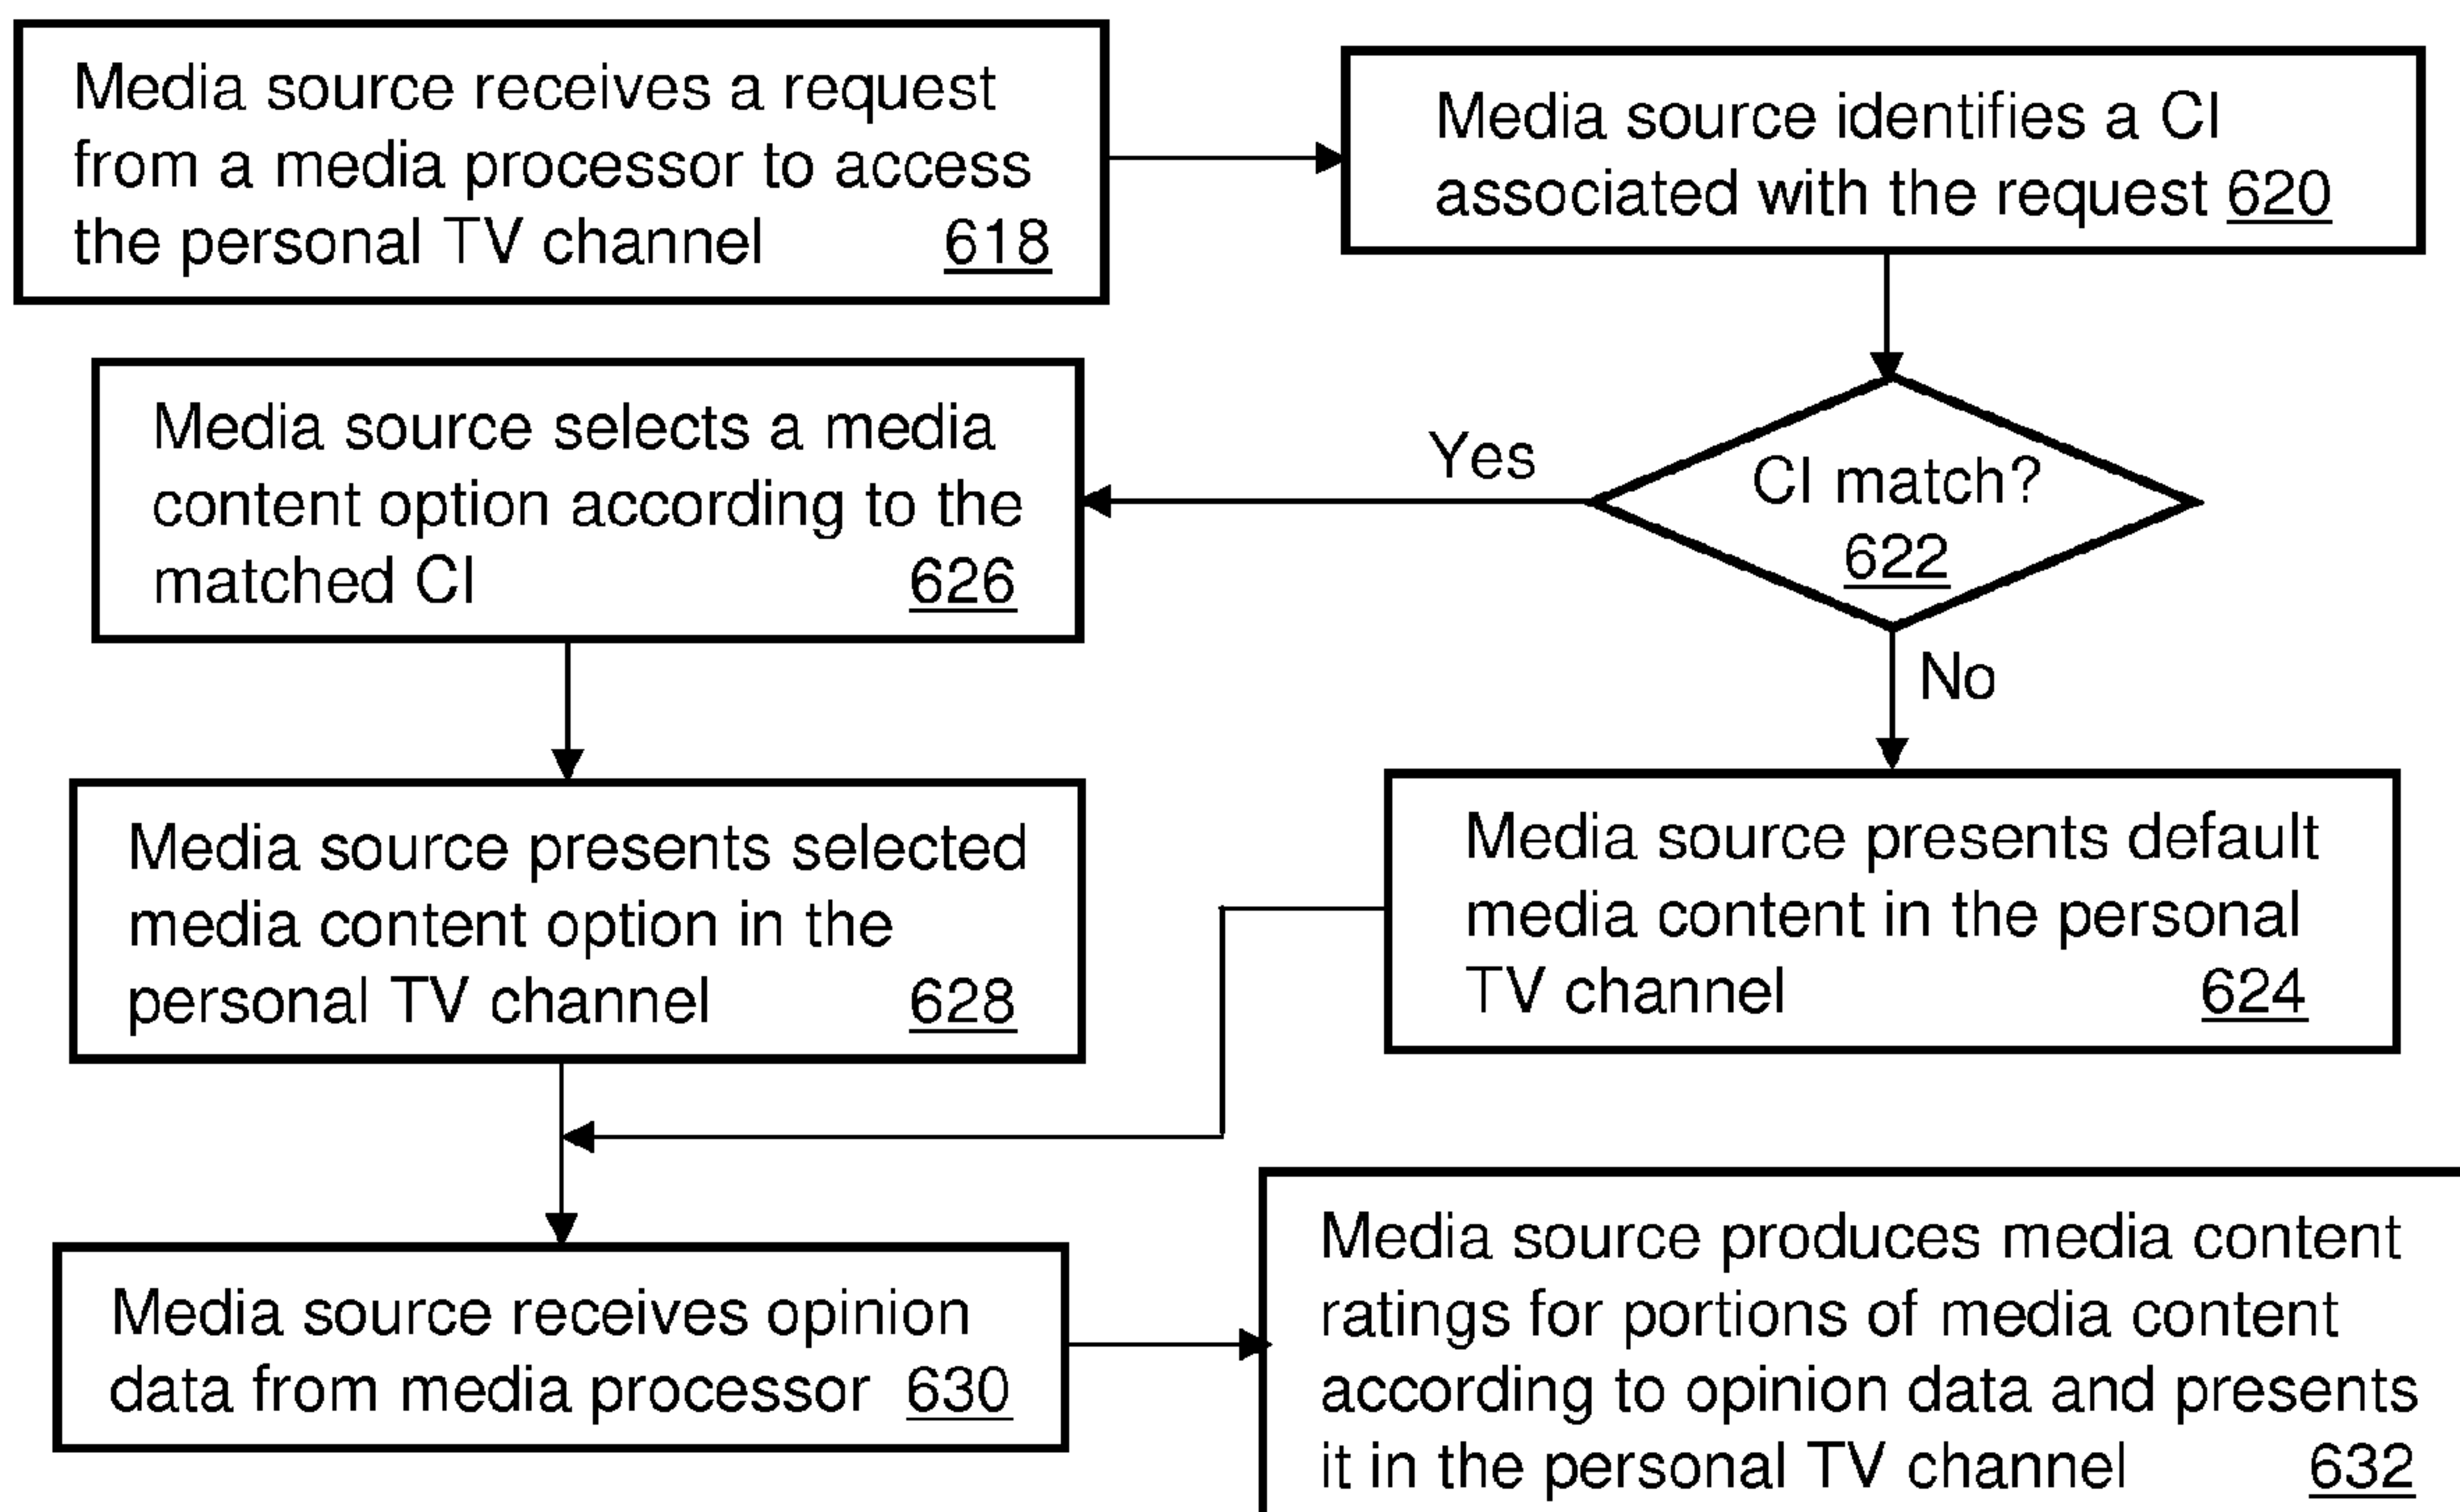 Media source receives a request
from a media processor to access
the personal TV channel 618
Media source identifies a CI
associated with the request 620
CI match?
622
Yes
No
Media source selects a media
content option according to the
matched CI 626
Media source presents selected
media content option in the
personal TV channel 628
Media source presents default
media content in the personal
TV channel 624
Media source receives opinion
data from media processor 630
Media source produces media content
ratings for portions of media content
according to opinion data and presents
it in the personal TV channel 632